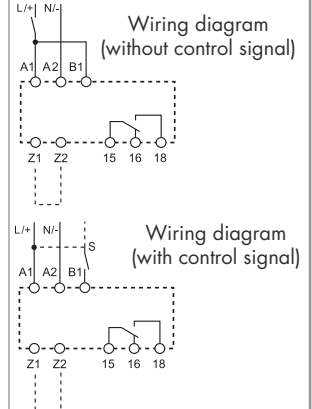 L/+ N/-
Wiring diagram
(without control signal)
A1 A2 B1
Z1 Z2 15 16 18
L/+ N/-
Wiring diagram
(with control signal)
S
A1 A2 B1
Z1 Z2 15 16 18